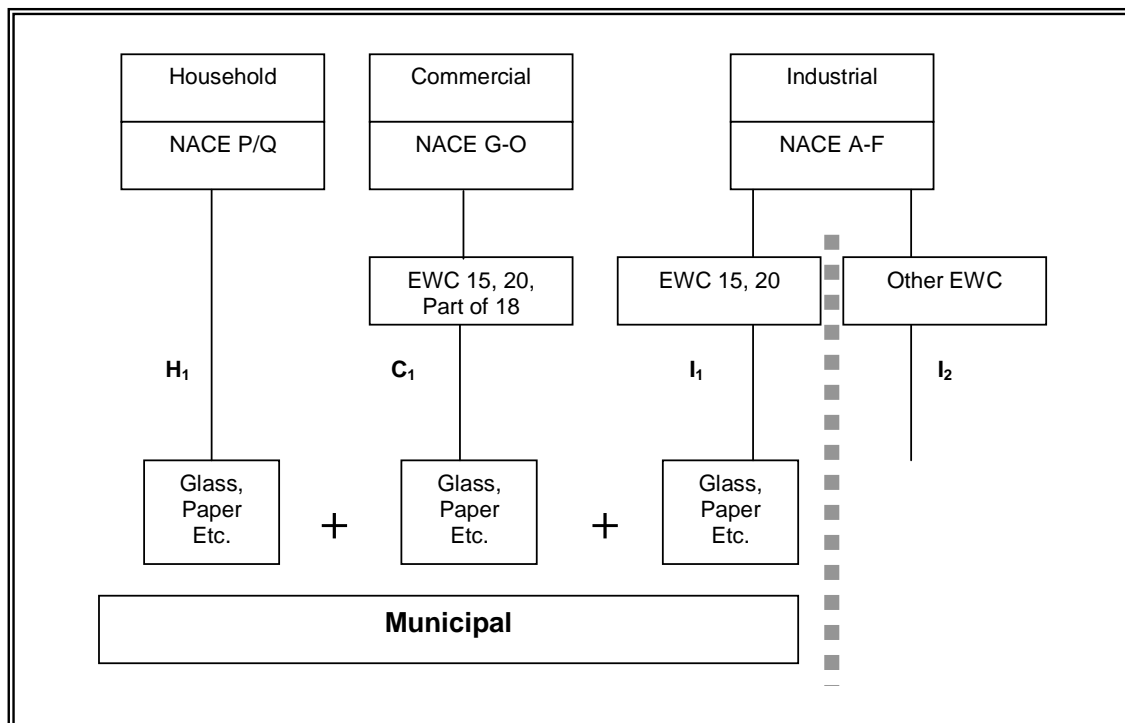 Household
Commercial
Industrial
NACE P/Q
NACE G-O
NACE A-F
EWC 15, 20,
Part of 18
EWC 15, 20
Other EWC
H₁
C₁
I₁
I₂
Glass,
Paper
Etc.
+
Glass,
Paper
Etc.
+
Glass,
Paper
Etc.
Municipal